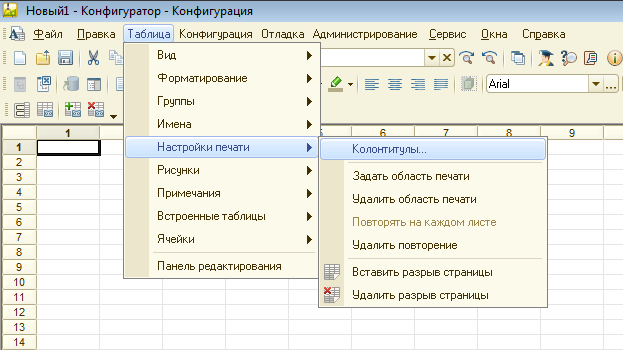 Новый1 - Конфигуратор - Конфигурация
Файл Правка Таблица Конфигурация Отладка Администрирование Сервис Окна Справка
Вид
Форматирование
Arial
Группы
Имена
1 5 6 7 8 9
1
Настройки печати
Колонтитулы...
2
Рисунки
3
Задать область печати
4
Примечания
5
Удалить область печати
6
Встроенные таблицы
7
Повторять на каждом листе
8
Ячейки
Удалить повторение
9
Панель редактирования
Вставить разрыв страницы
10
11
Удалить разрыв страницы
12
13
14